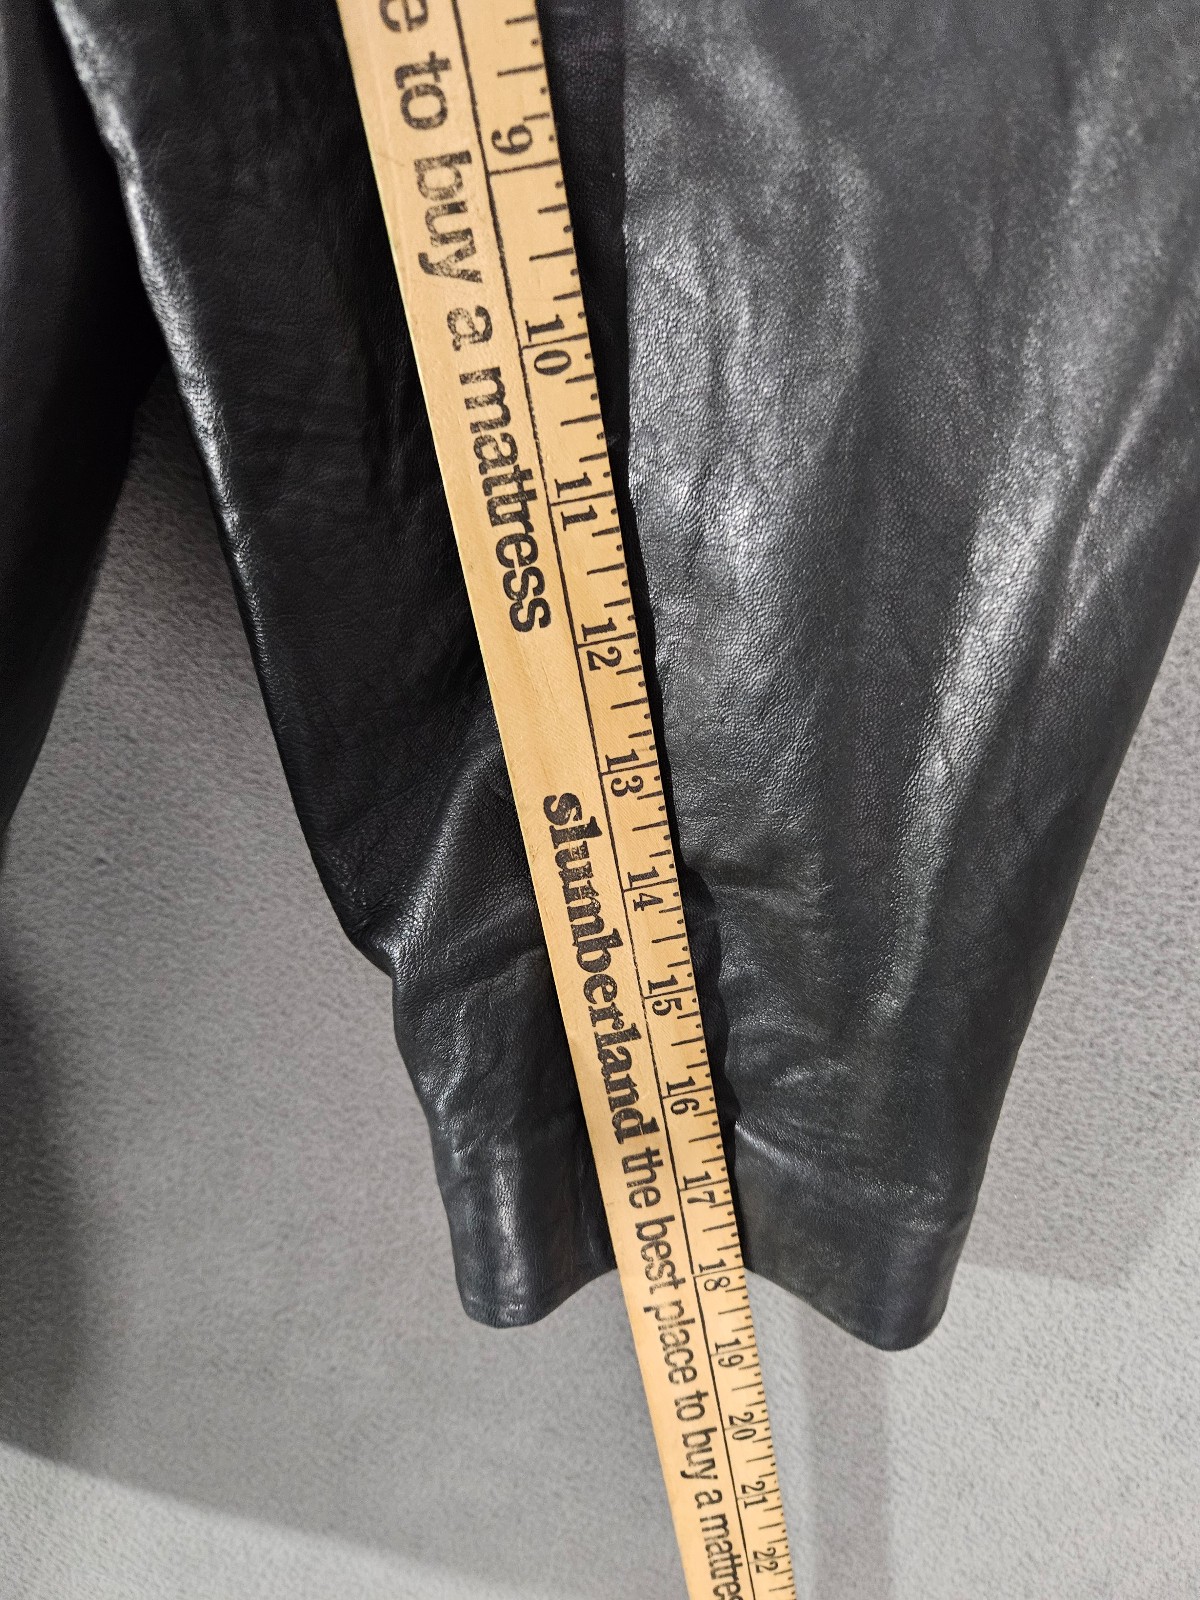 e to buy a mattress slumberland the best place to buy a mattres
9 10 11 12 13 14 15 16 17 18 19 20 21 22